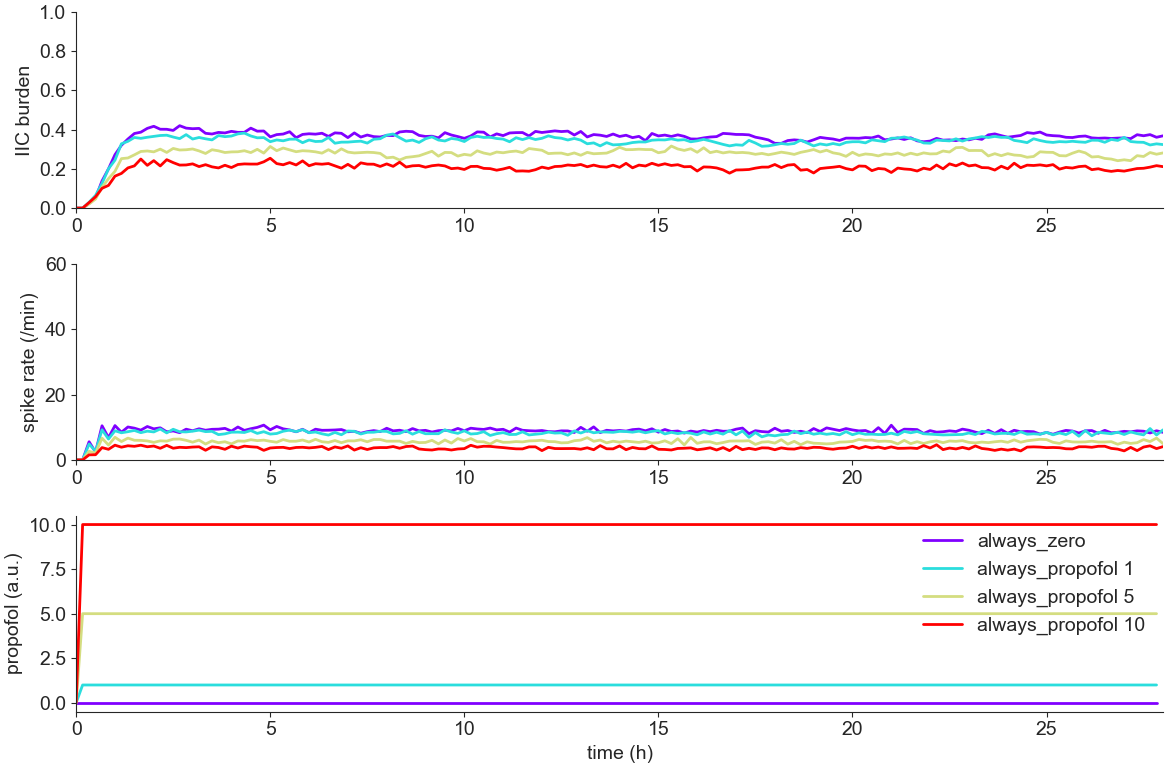 1.0
0.8
0.6
0.4
0.2
0.0
IIC burden
0 5 10 15 20 25
60
40
20
0
spike rate (/min)
0 5 10 15 20 25
10.0
7.5
5.0
2.5
0.0
propofol (a.u.)
always_zero
always_propofol 1
always_propofol 5
always_propofol 10
0 5 10 15 20 25
time (h)